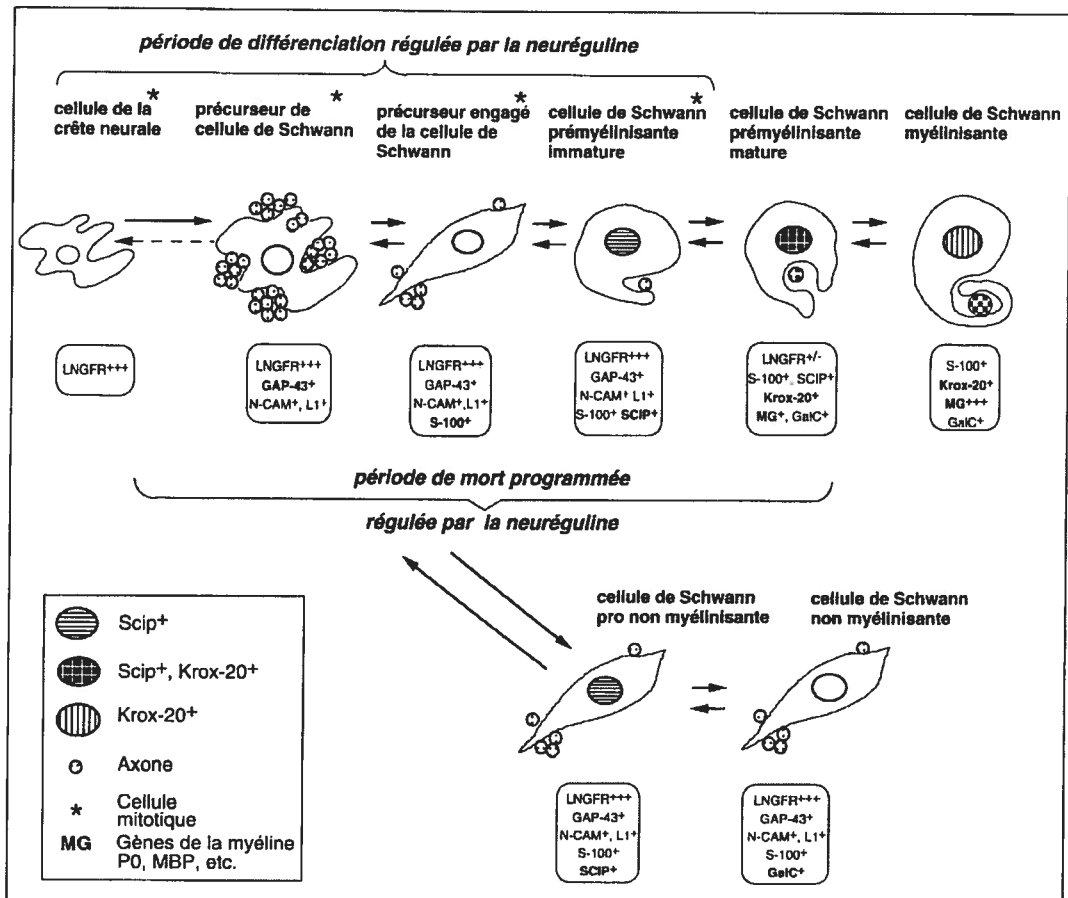 période de différenciation régulée par la neuréguline
cellule de la *
crête neurale
précurseur de *
cellule de Schwann
précurseur engagé *
de la cellule de
Schwann
cellule de Schwann *
prémyélinisante
immature
cellule de Schwann
prémyélinisante
mature
cellule de Schwann
myélinisante
LNGFR+++
LNGFR+++
GAP-43+
N-CAM+, L1+
LNGFR+++
GAP-43+
N-CAM+,L1+
S-100+
LNGFR+++
GAP-43+
N-CAM+ L1+
S-100+ SCIP+
LNGFR+/-
S-100+, SCIP+
Krox-20+
MG+, GalC+
S-100+
Krox-20+
MG+++
GalC+
période de mort programmée
régulée par la neuréguline
cellule de Schwann
pro non myélinisante
cellule de Schwann
non myélinisante
LNGFR+++
GAP-43+
N-CAM+, L1+
S-100+
SCIP+
LNGFR+++
GAP-43+
N-CAM+, L1+
S-100+
GalC+
Scip+
Scip+, Krox-20+
Krox-20+
Axone
* Cellule
mitotique
MG Gènes de la myéline
P0, MBP, etc.